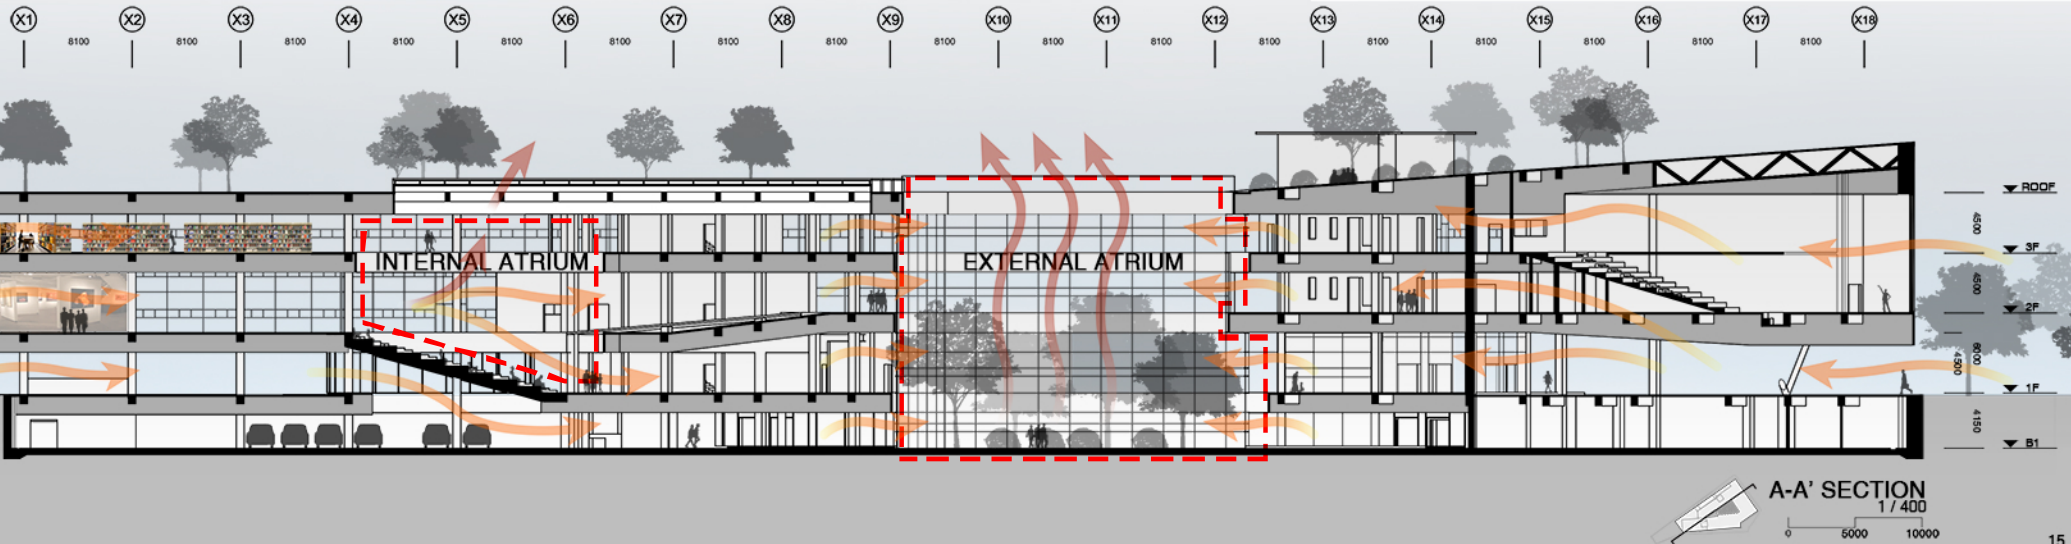 X1 X2 X3 X4 X5 X6 X7 X8 X9 X10 X11 X12 X13 X14 X15 X16 X17 X18
8100 8100 8100 8100 8100 8100 8100 8100 8100 8100 8100 8100 8100 8100 8100 8100 8100
ROOF
4500
3F
INTERNAL ATRIUM
EXTERNAL ATRIUM
4500
2F
6000
4500
1F
4150
B1
A-A' SECTION
1 / 400
0 5000 10000
15